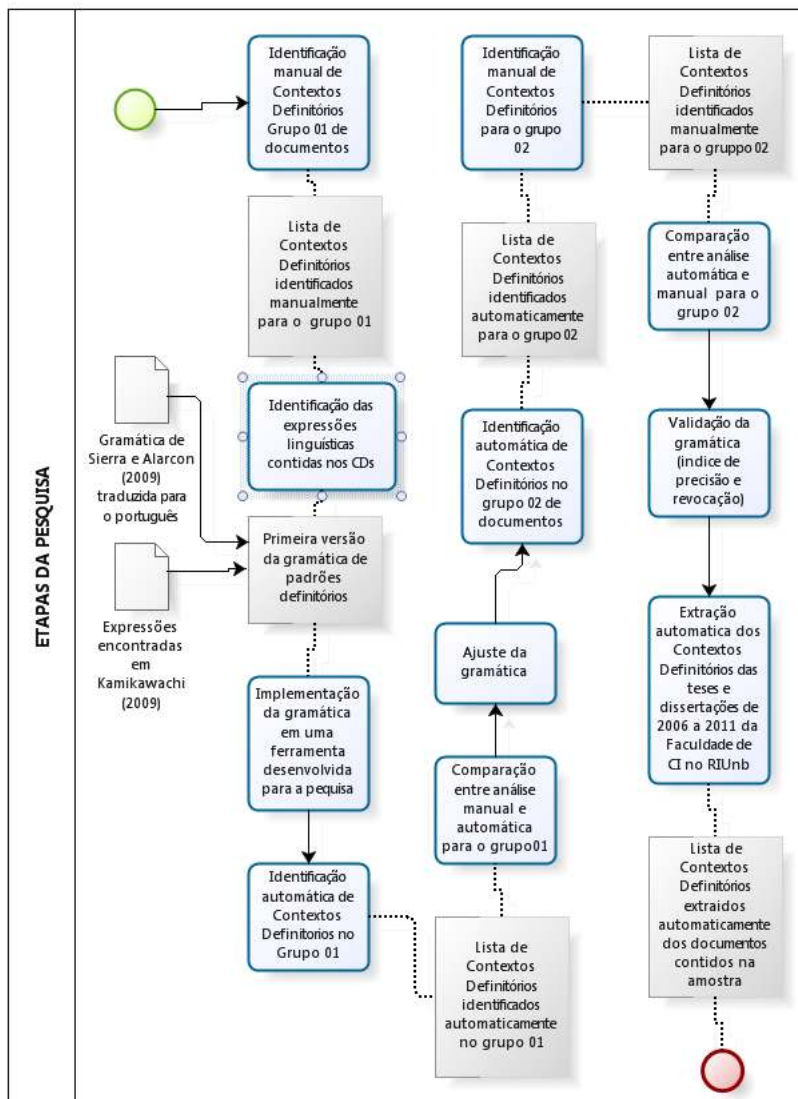 ETAPAS DA PESQUISA
Identificação
manual de
Contextos
Definitórios
Grupo 01 de
documentos
Lista de
Contextos
Definitórios
identificados
manualmente
para o grupo 01
Identificação das
expressões
linguísticas
contidas nos CDs
Gramática de
Sierra e Alarcon
(2009)
traduzida para
o português
Primeira versão
da gramática de
padrões
definitórios
Expressões
encontradas
em
Kamikawachi
(2009)
Implementação
da gramática
em uma
ferramenta
desenvolvida
para a pequisa
Identificação
automática de
Contextos
Definitorios no
Grupo 01
Lista de
Contextos
Definitórios
identificados
automaticamente
no grupo 01
Comparação
entre análise
manual e
automática
para o grupo01
Ajuste da
gramática
Identificação
automática de
Contextos
Definitórios no
grupo 02 de
documentos
Lista de
Contextos
Definitórios
identificados
automaticamente
para o grupo 02
Identificação
manual de
Contextos
Definitórios
para o grupo
02
Lista de
Contextos
Definitórios
identificados
manualmente
para o gruppo 02
Comparação
entre análise
automática e
manual para o
grupo 02
Validação da
gramática
(indice de
precisão e
revocação)
Extração
automatica dos
Contextos
Definitórios das
teses e
dissertações de
2006 a 2011 da
Faculdade de
CI no RIUnb
Lista de
Contextos
Definitórios
extraidos
automaticamente
dos documentos
contidos na
amostra